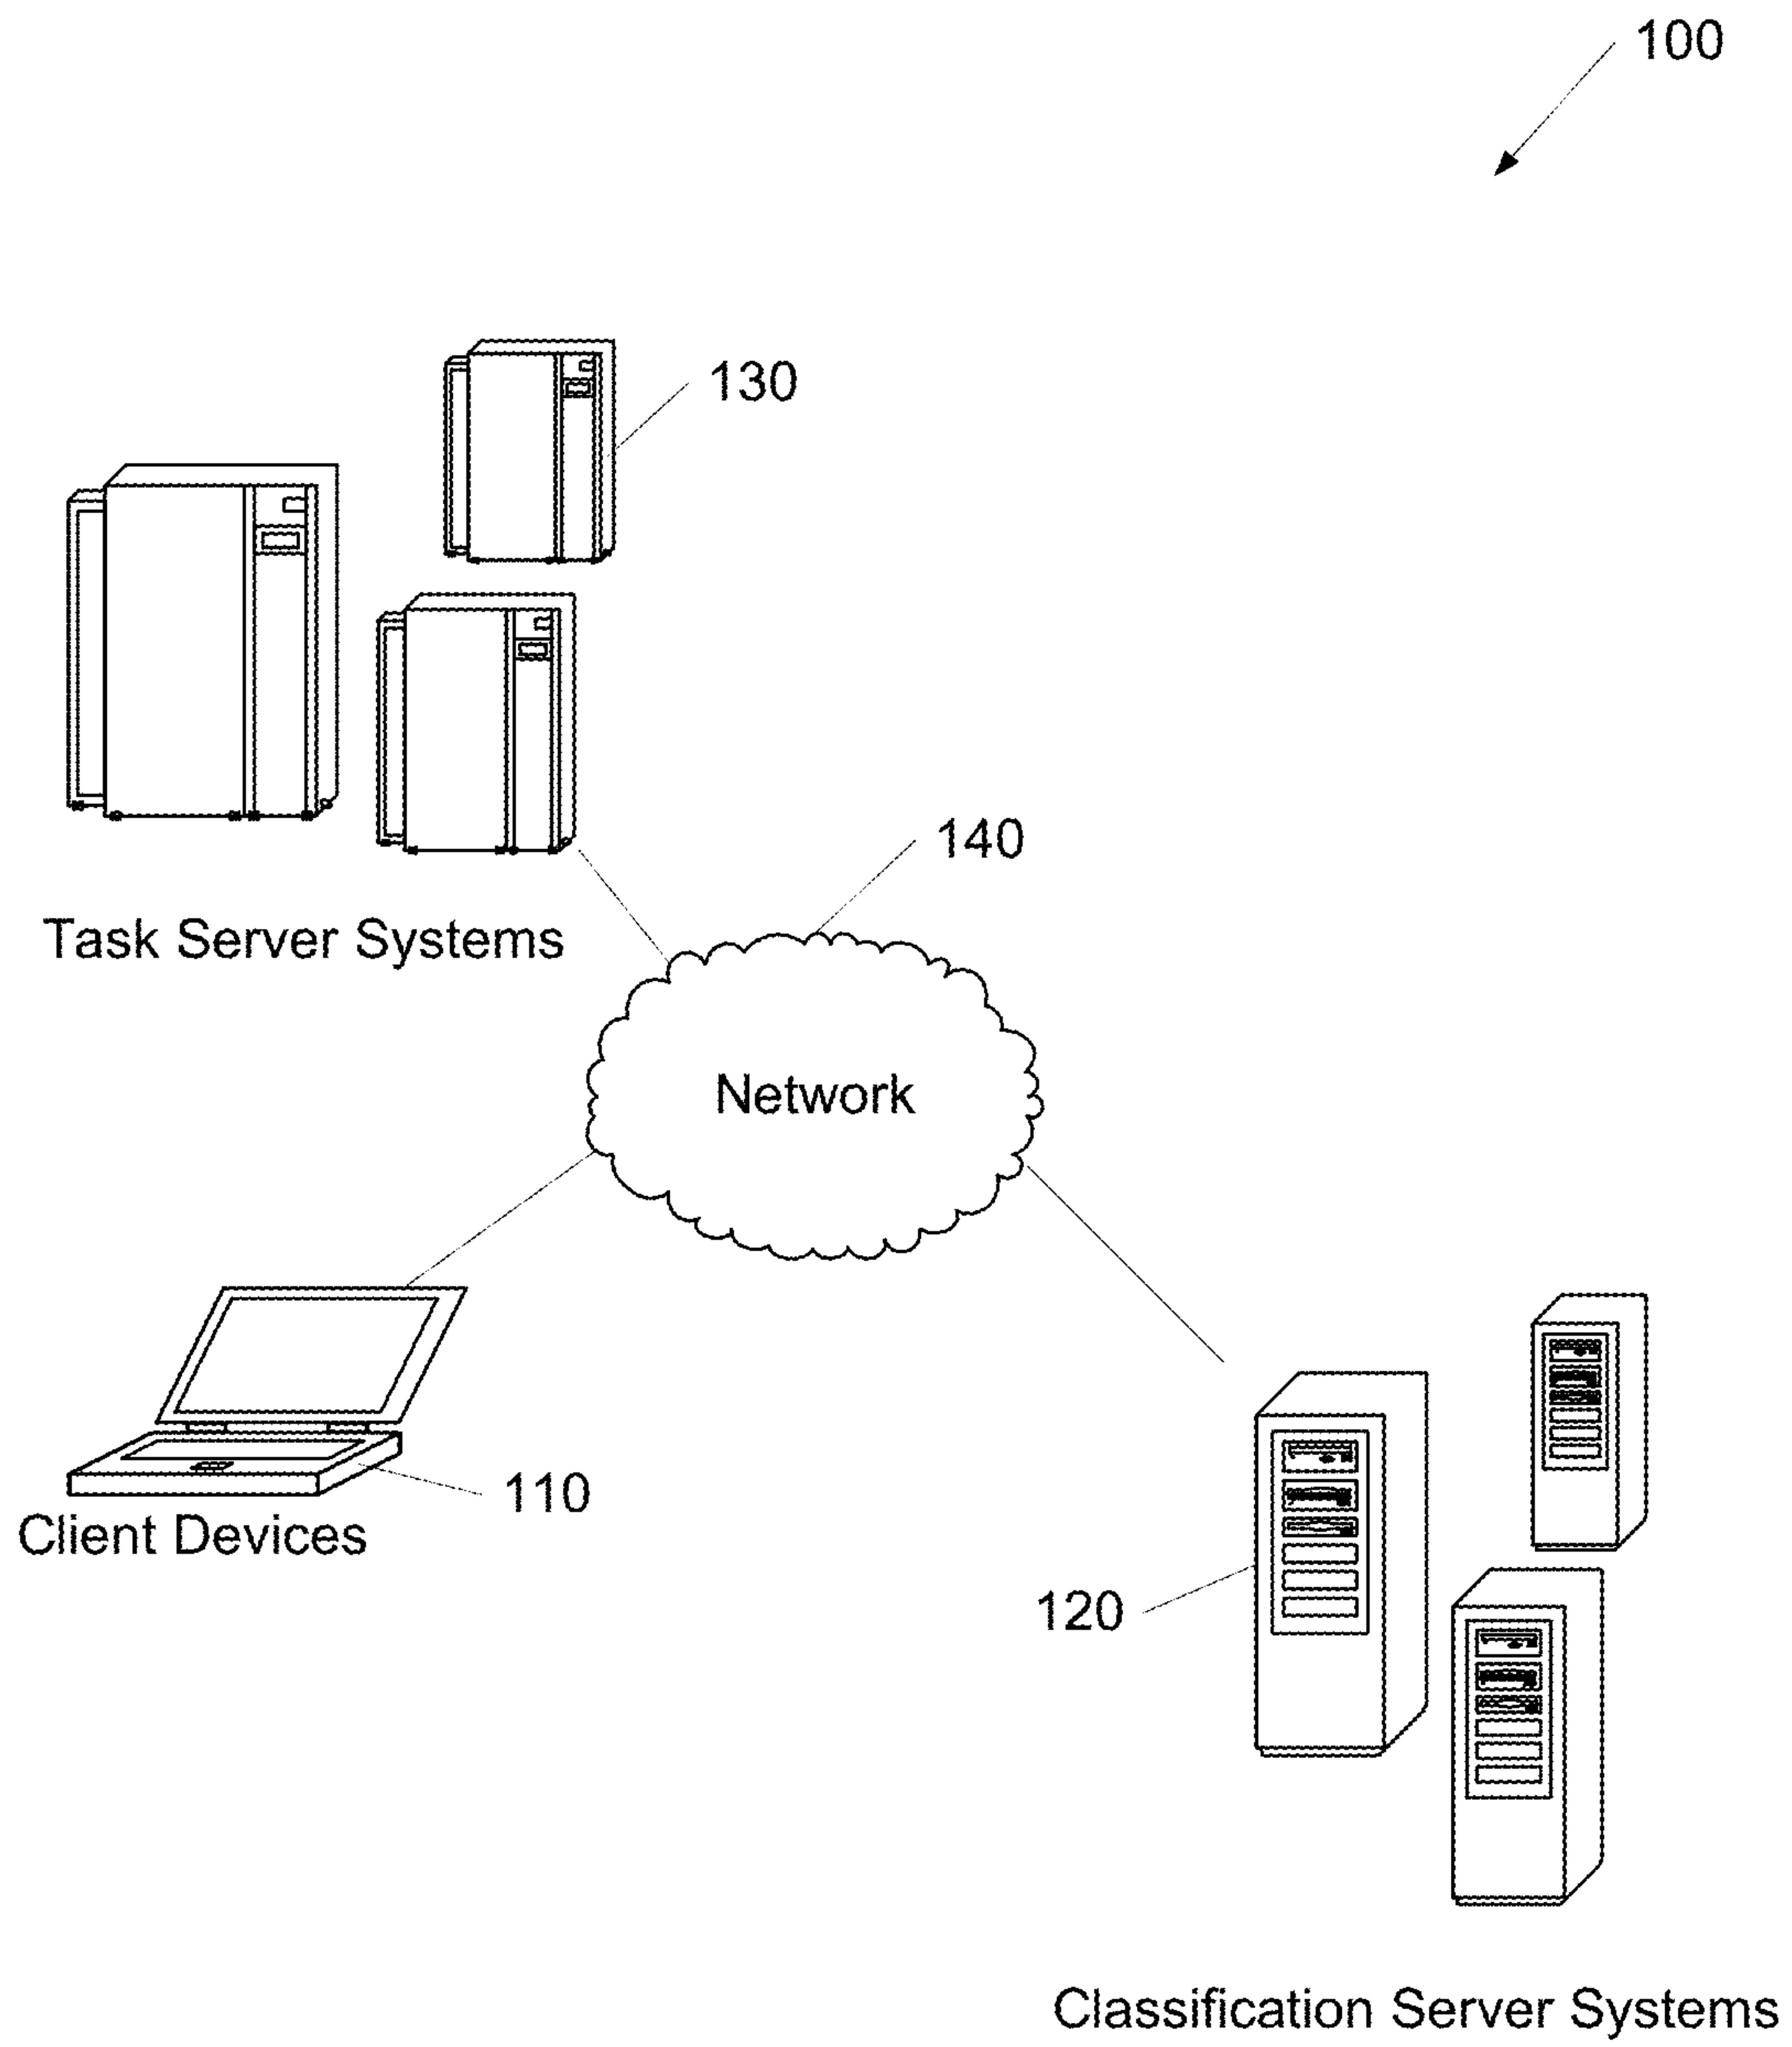 100
130
140
Task Server Systems
Network
110
Client Devices
120
Classification Server Systems